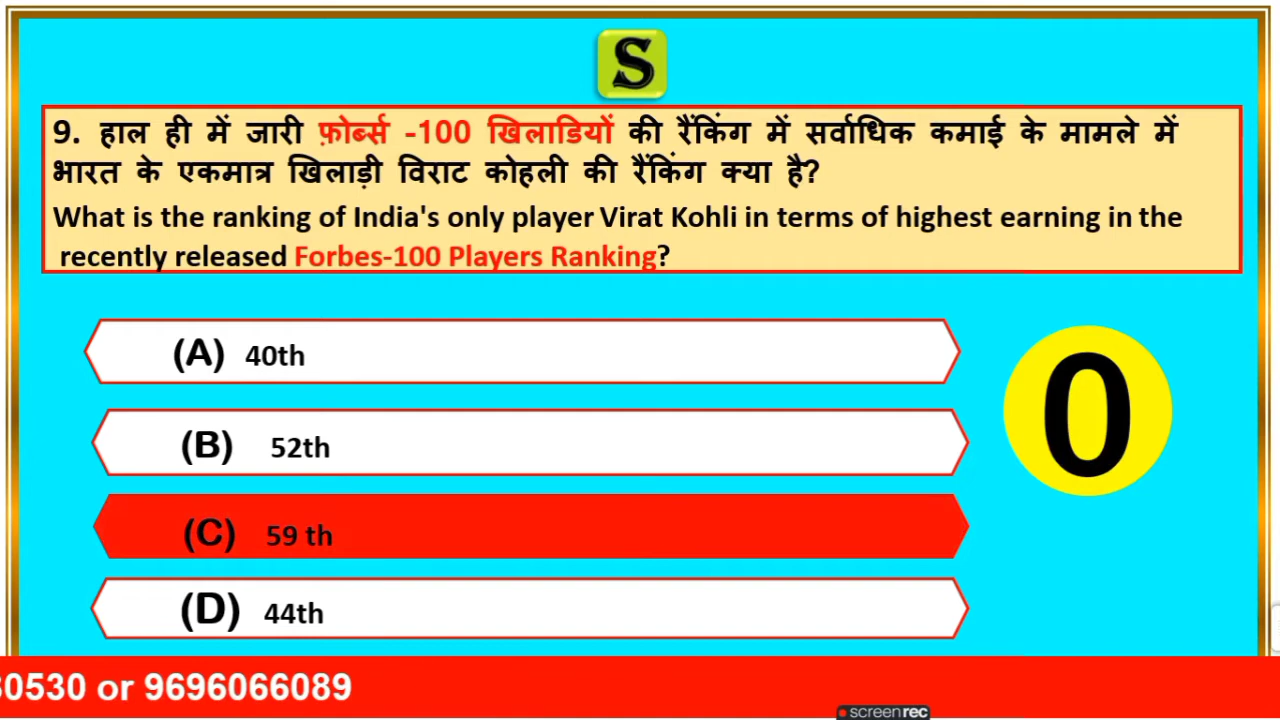 S
9. हाल ही में जारी फ़ोर्ब्स -100 खिलाडियों की रैंकिंग में सर्वाधिक कमाई के मामले में
भारत के एकमात्र खिलाड़ी विराट कोहली की रैंकिंग क्या है?
What is the ranking of India's only player Virat Kohli in terms of highest earning in the
recently released Forbes-100 Players Ranking?
(A) 40th
(B) 52th
0
(C) 59 th
(D) 44th
30530 or 9696066089
screenrec